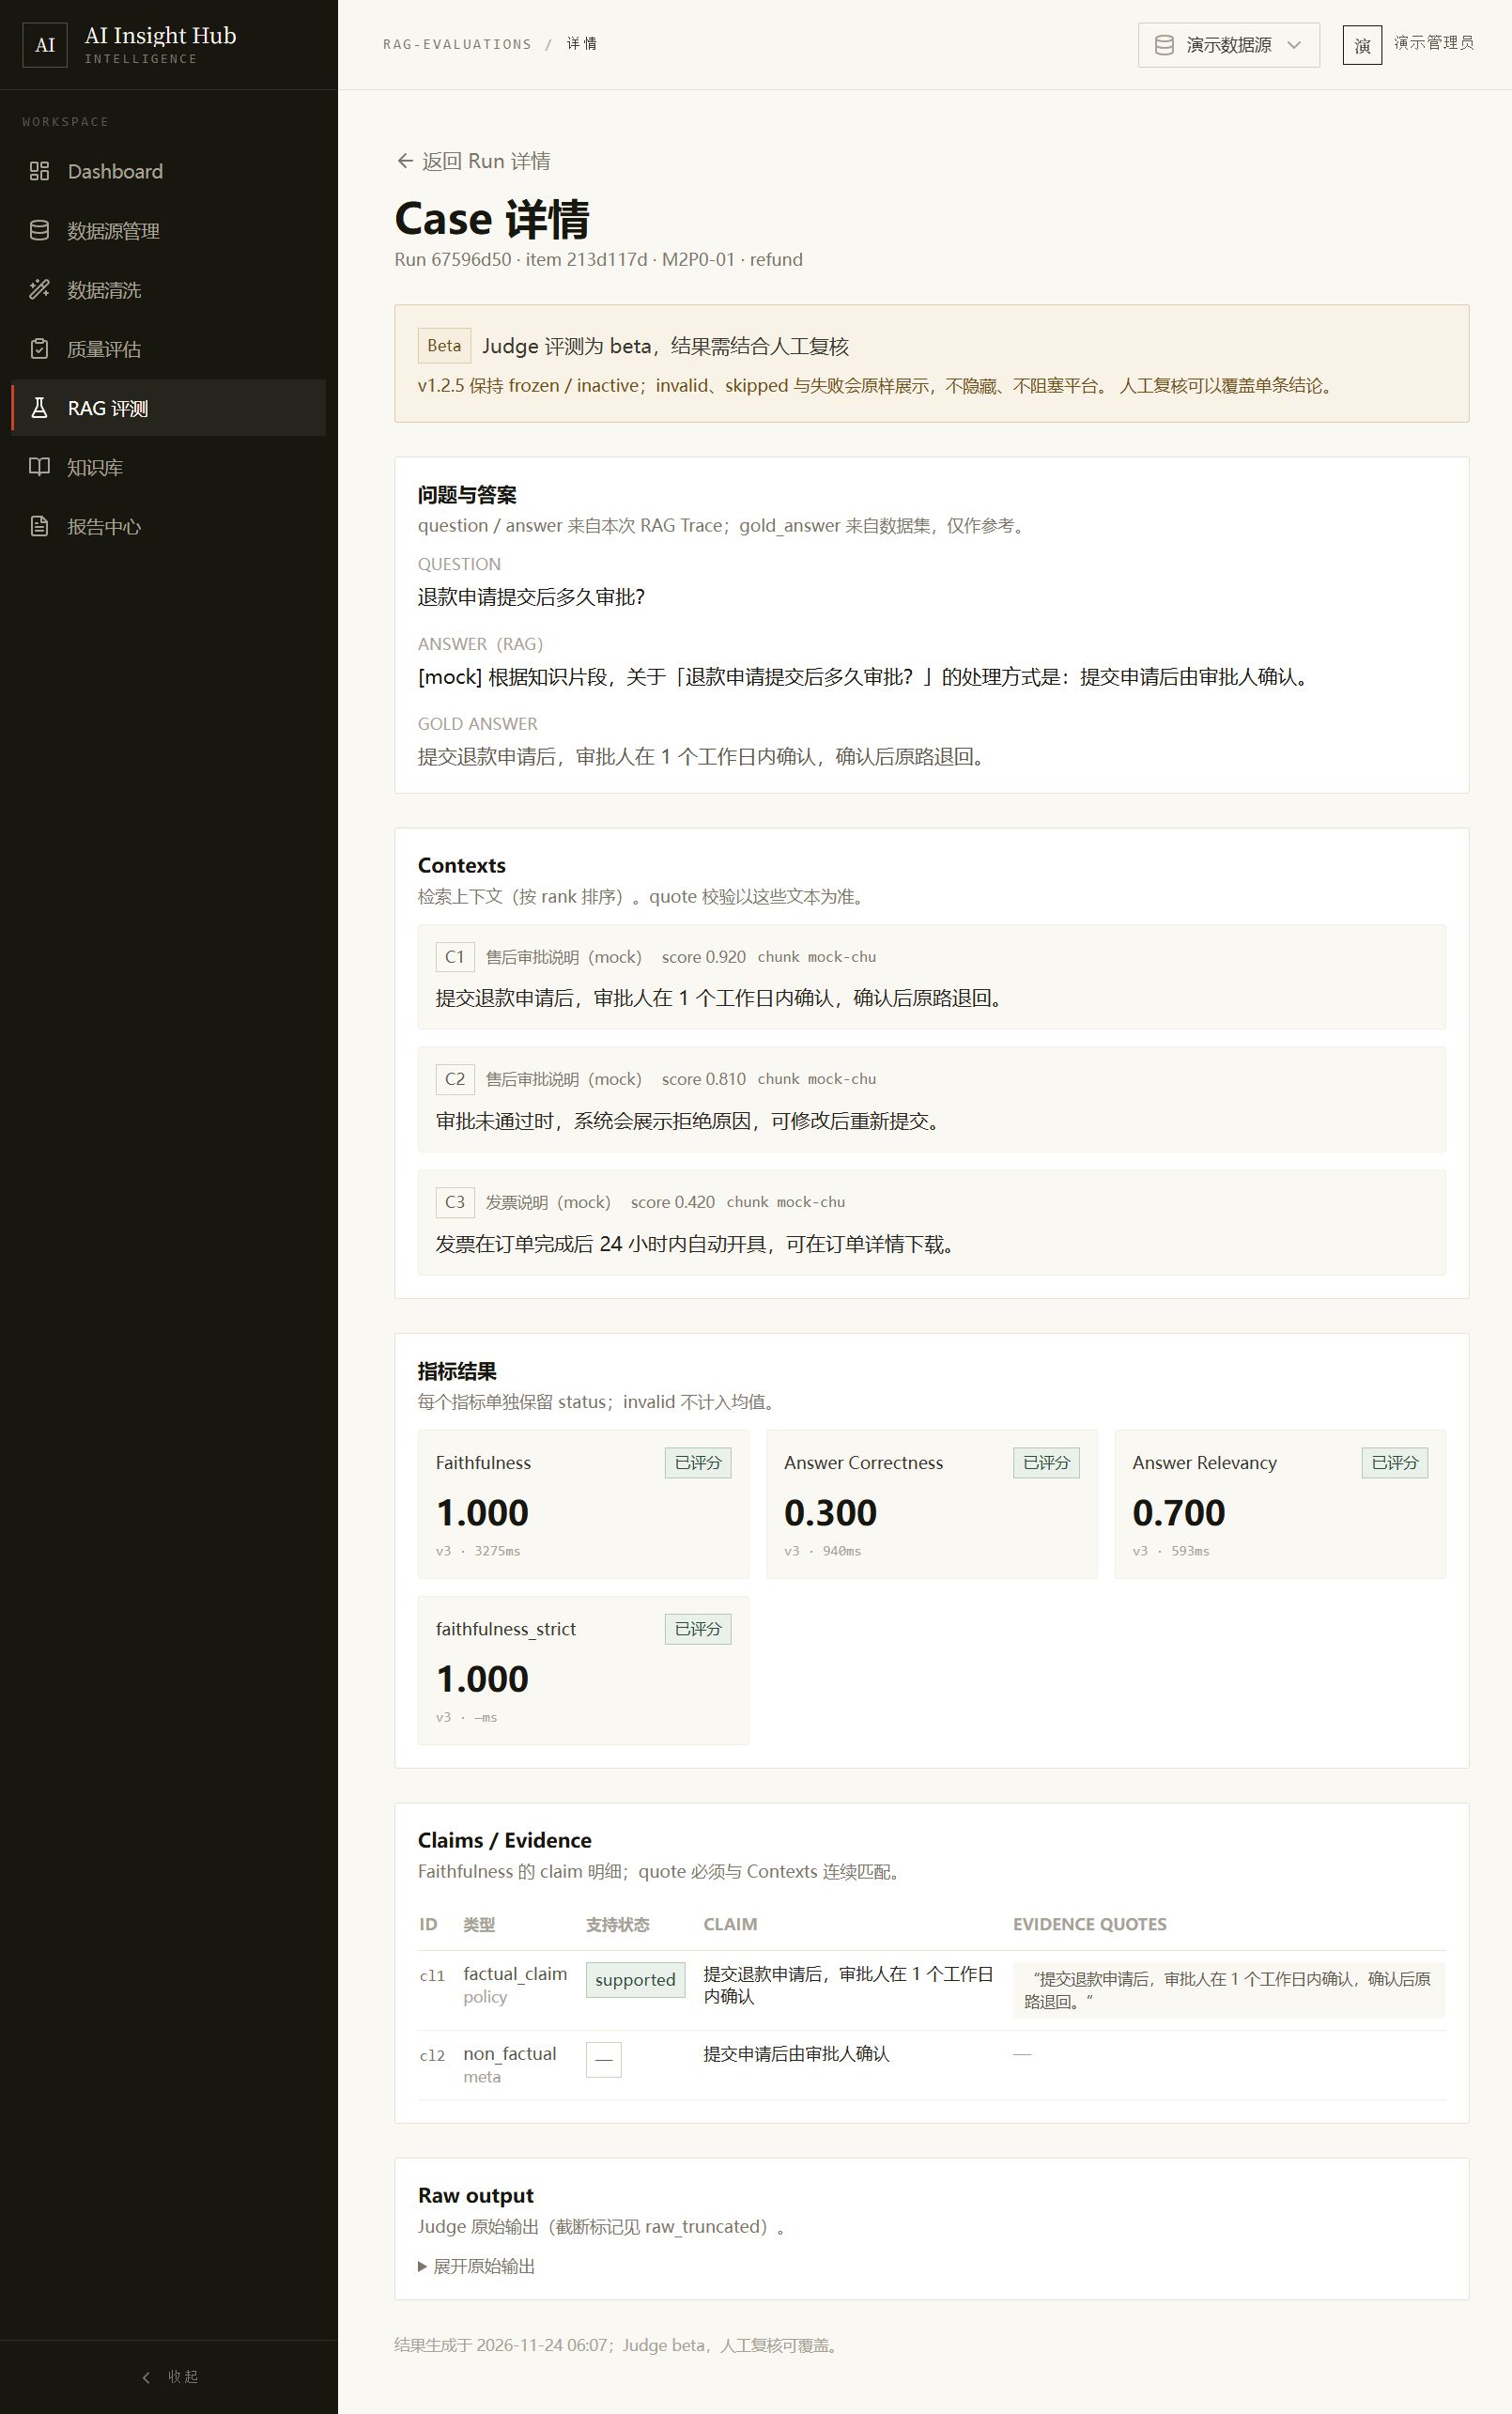 AI
AI Insight Hub
INTELLIGENCE
RAG-EVALUATIONS / 详情
演示数据源
演
演示管理员
WORKSPACE
Dashboard
数据源管理
数据清洗
质量评估
RAG 评测
知识库
报告中心
收起
← 返回 Run 详情
Case 详情
Run 67596d50 · item 213d117d · M2P0-01 · refund
Beta
Judge 评测为 beta，结果需结合人工复核
v1.2.5 保持 frozen / inactive；invalid、skipped 与失败会原样展示，不隐藏、不阻塞平台。 人工复核可以覆盖单条结论。
问题与答案
question / answer 来自本次 RAG Trace；gold_answer 来自数据集，仅作参考。
QUESTION
退款申请提交后多久审批？
ANSWER（RAG）
[mock] 根据知识片段，关于「退款申请提交后多久审批？」的处理方式是：提交申请后由审批人确认。
GOLD ANSWER
提交退款申请后，审批人在 1 个工作日内确认，确认后原路退回。
Contexts
检索上下文（按 rank 排序）。quote 校验以这些文本为准。
C1 售后审批说明（mock） score 0.920 chunk mock-chu
提交退款申请后，审批人在 1 个工作日内确认，确认后原路退回。
C2 售后审批说明（mock） score 0.810 chunk mock-chu
审批未通过时，系统会展示拒绝原因，可修改后重新提交。
C3 发票说明（mock） score 0.420 chunk mock-chu
发票在订单完成后 24 小时内自动开具，可在订单详情下载。
指标结果
每个指标单独保留 status；invalid 不计入均值。
Faithfulness 已评分
1.000
v3 · 3275ms
Answer Correctness 已评分
0.300
v3 · 940ms
Answer Relevancy 已评分
0.700
v3 · 593ms
faithfulness_strict 已评分
1.000
v3 · —ms
Claims / Evidence
Faithfulness 的 claim 明细；quote 必须与 Contexts 连续匹配。
ID 类型 支持状态 CLAIM EVIDENCE QUOTES
cl1
factual_claim
policy
supported
提交退款申请后，审批人在 1 个工作日
内确认
“提交退款申请后，审批人在 1 个工作日内确认，确认后原
路退回。”
cl2
non_factual
meta
—
提交申请后由审批人确认
—
Raw output
Judge 原始输出（截断标记见 raw_truncated）。
▶ 展开原始输出
结果生成于 2026-11-24 06:07；Judge beta，人工复核可覆盖。